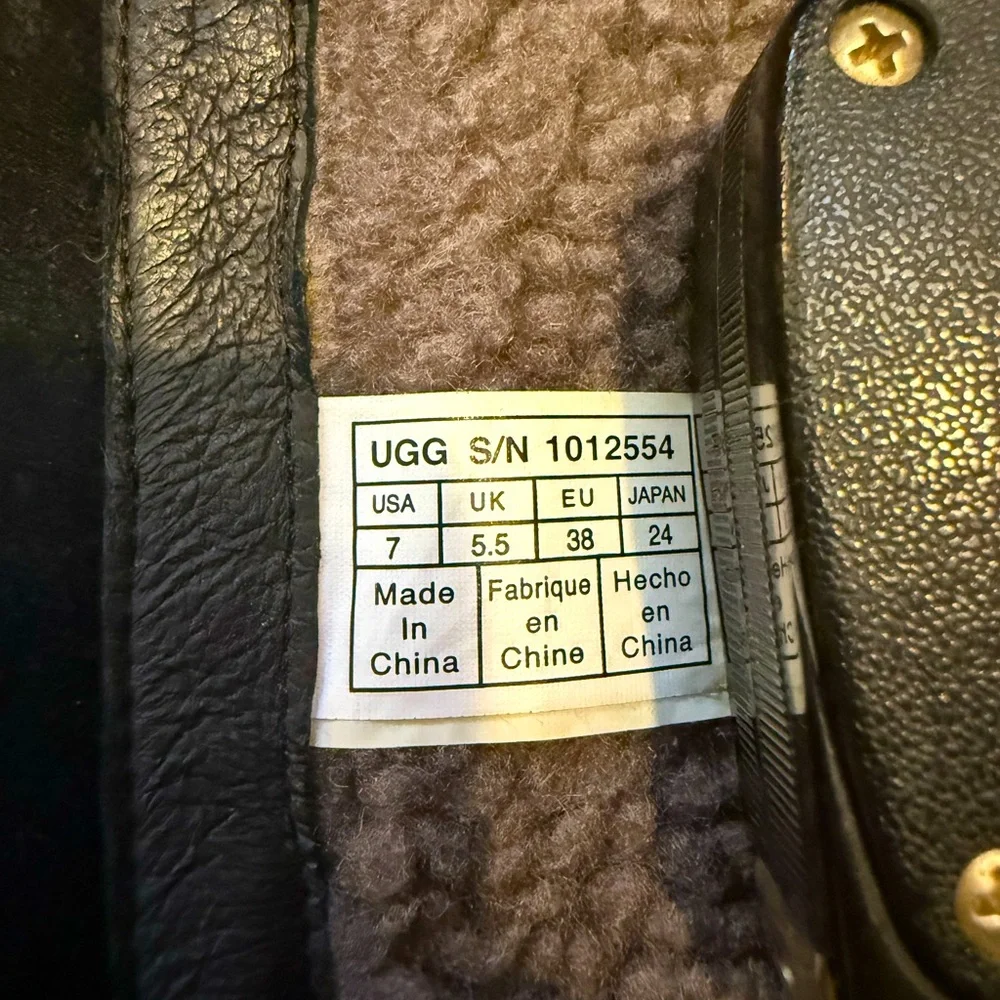 UGG S/N 1012554
USA UK EU JAPAN
7 5.5 38 24
Made
In
China
Fabrique
en
Chine
Hecho
en
China